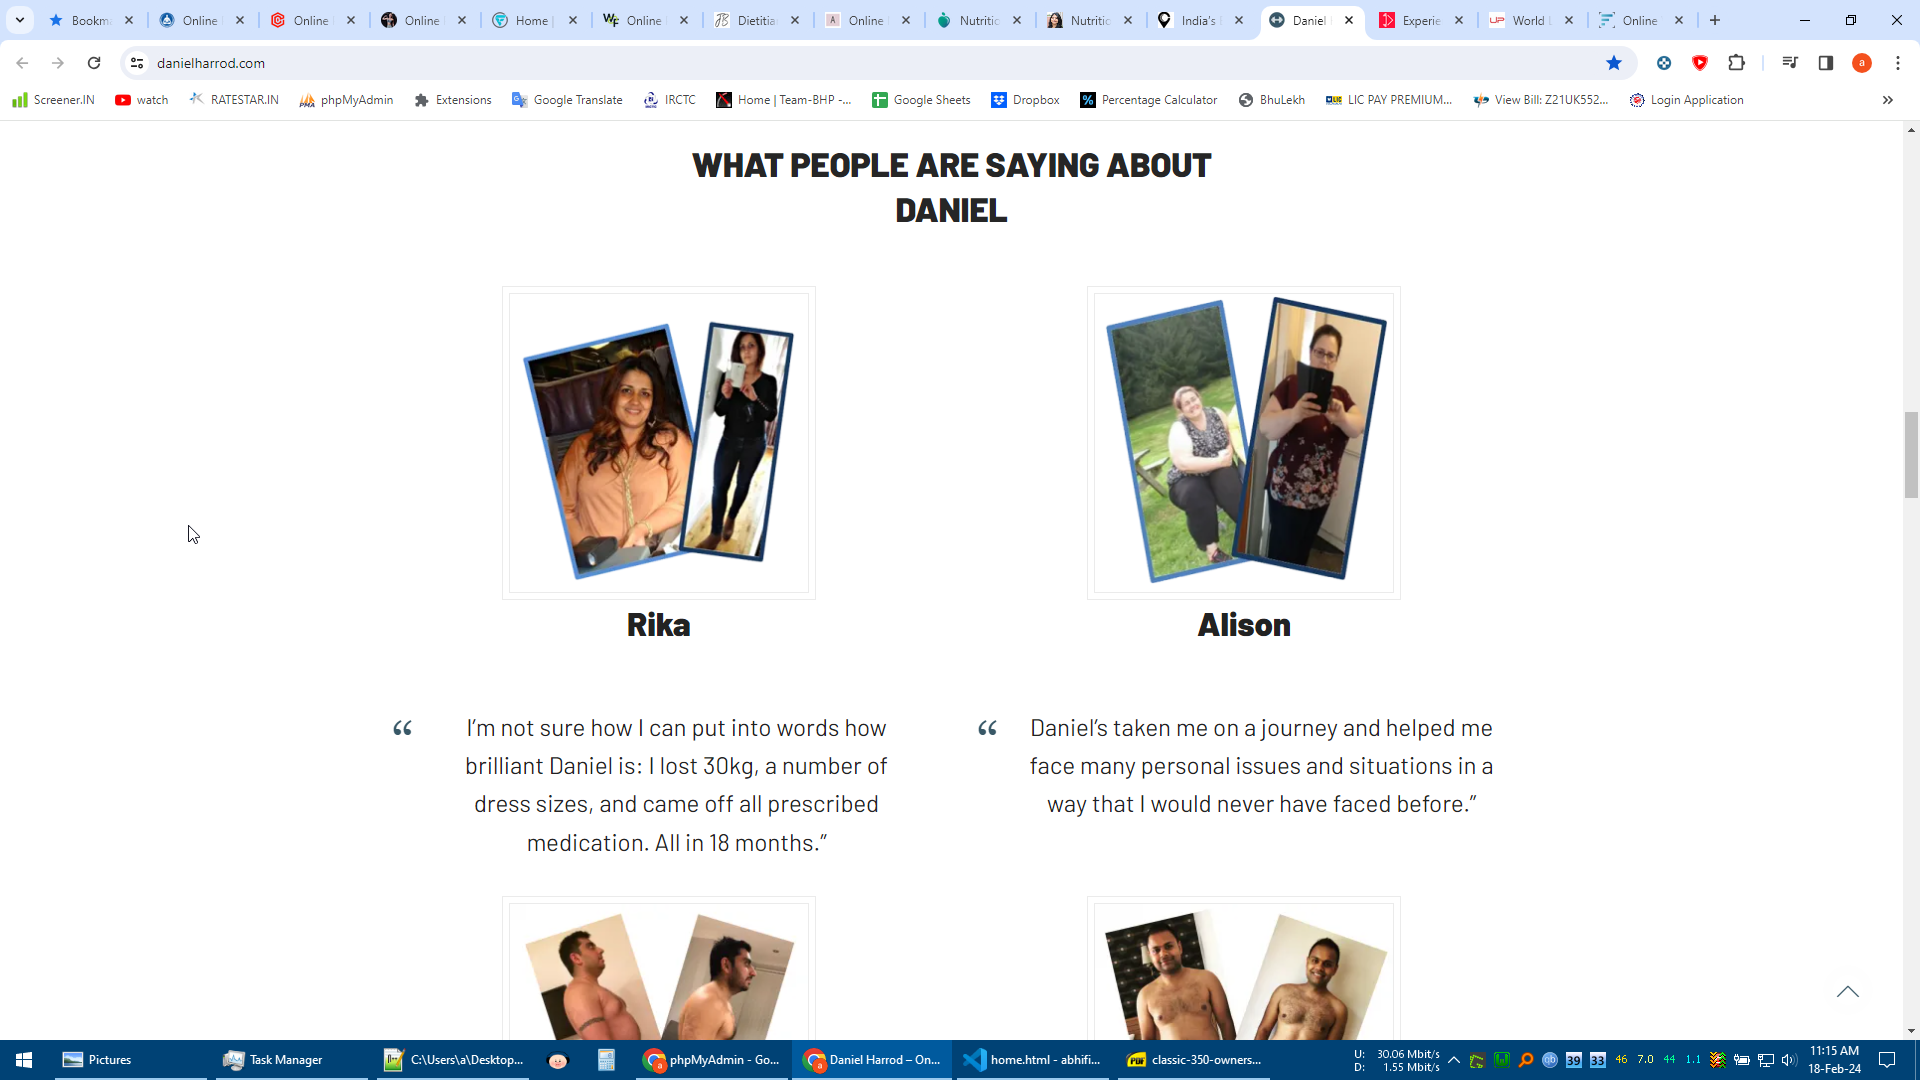 Bookma
Online
Online
Online
Home |
Online
Dietitia
Online
Nutritio
Nutritio
India's
Daniel
Experie
World
Online
danielharrod.com
a
Screener.IN
watch
RATESTAR.IN
phpMyAdmin
Extensions
Google Translate
IRCTC
Home | Team-BHP -...
Google Sheets
Dropbox
Percentage Calculator
BhuLekh
LIC PAY PREMIUM...
View Bill: Z21UK552...
Login Application
WHAT PEOPLE ARE SAYING ABOUT
DANIEL
Rika
Alison
“ I’m not sure how I can put into words how
brilliant Daniel is: I lost 30kg, a number of
dress sizes, and came off all prescribed
medication. All in 18 months.”
“ Daniel’s taken me on a journey and helped me
face many personal issues and situations in a
way that I would never have faced before.”
Pictures
Task Manager
C:\Users\a\Desktop...
phpMyAdmin - Go...
Daniel Harrod – On...
home.html - abhifi...
classic-350-owners...
U: 30.06 Mbit/s
D: 1.55 Mbit/s
39
33
46
7.0
44
1.1
11:15 AM
18-Feb-24